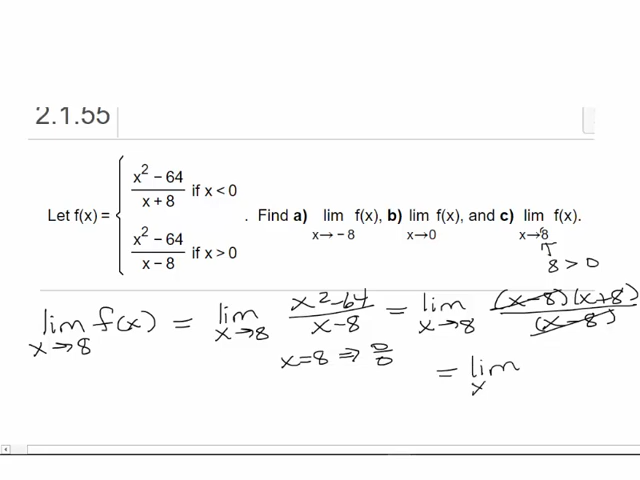 2.1.55
x² − 64
x + 8
if x < 0
Let f(x) =
. Find a) lim f(x), b) lim f(x), and c) lim f(x).
x → − 8 x→0 x→8
x² − 64
x − 8
if x > 0
↑
8 > 0
lim f(x) = lim x²−64 = lim (x−8)(x+8)
x→8 x→8 x−8 x→8 (x−8)
x=8 ⇒ 0/0 = lim
x